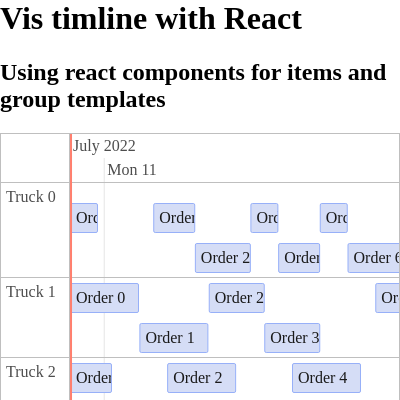 Vis timline with React
Using react components for items and
group templates
July 2022
Mon 11
Truck 0
Ord Order Ord Ord
Order 2 Order Order 6
Truck 1
Order 0 Order 2 Or
Order 1 Order 3
Truck 2
Order Order 2 Order 4